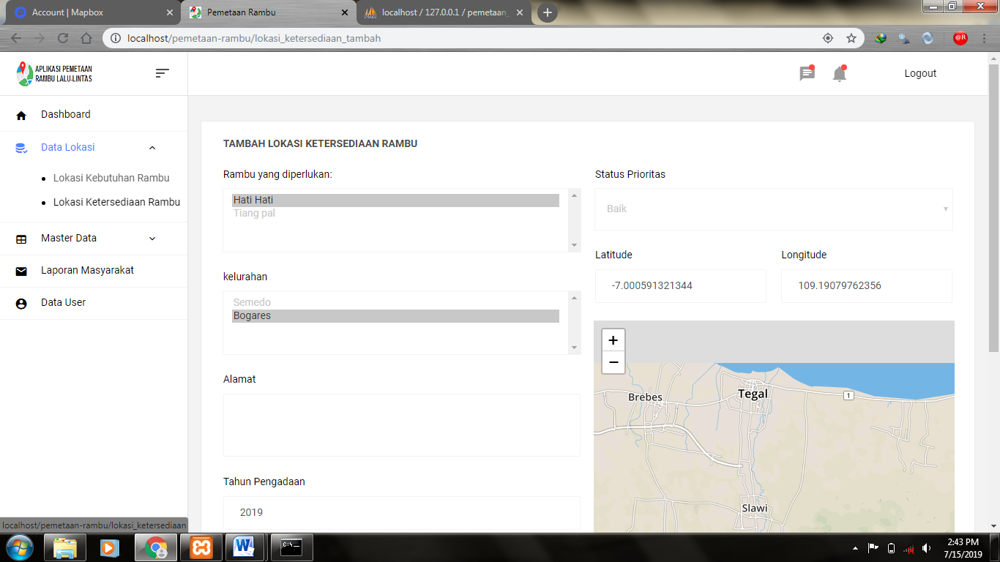 Account | Mapbox
Pemetaan Rambu
localhost / 127.0.0.1 / pemetaan_
localhost/pemetaan-rambu/lokasi_ketersediaan_tambah
@R
APLIKASI PEMETAAN
RAMBU LALU-LINTAS
Logout
Dashboard
Data Lokasi
Lokasi Kebutuhan Rambu
Lokasi Ketersediaan Rambu
Master Data
Laporan Masyarakat
Data User
TAMBAH LOKASI KETERSEDIAAN RAMBU
Rambu yang diperlukan:
Hati Hati
Tiang pal
kelurahan
Semedo
Bogares
Alamat
Tahun Pengadaan
2019
Status Prioritas
Baik
Latitude
Longitude
-7.000591321344
109.19079762356
+
−
Brebes
Tegal
1
Slawi
localhost/pemetaan-rambu/lokasi_ketersediaan
C:\_
2:43 PM
7/15/2019